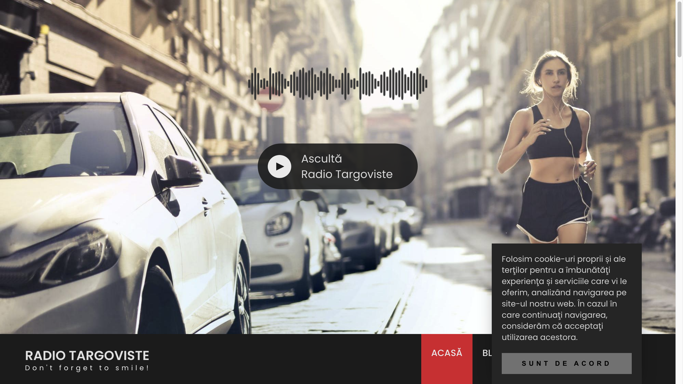 Ascultă
Radio Targoviste
Folosim cookie-uri proprii și ale
terților pentru a îmbunătăți
experiența și serviciile care vi le
oferim, analizând navigarea pe
site-ul nostru web. În cazul în
care continuați navigarea,
considerăm că acceptați
utilizarea acestora.
SUNT DE ACORD
RADIO TARGOVISTE
Don't forget to smile!
ACASĂ